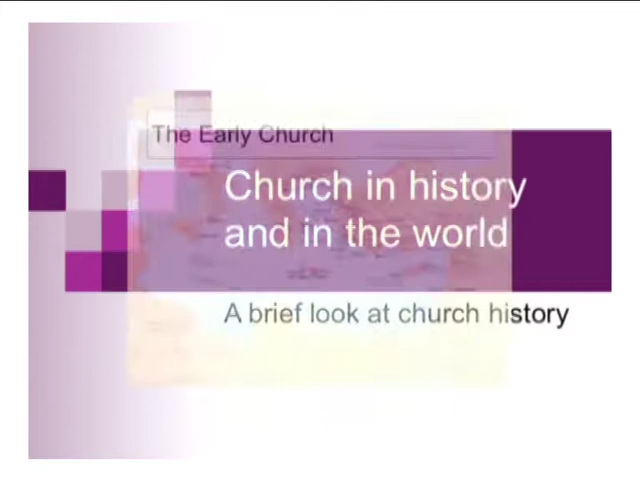 The Early Church
Church in history
and in the world
A brief look at church history